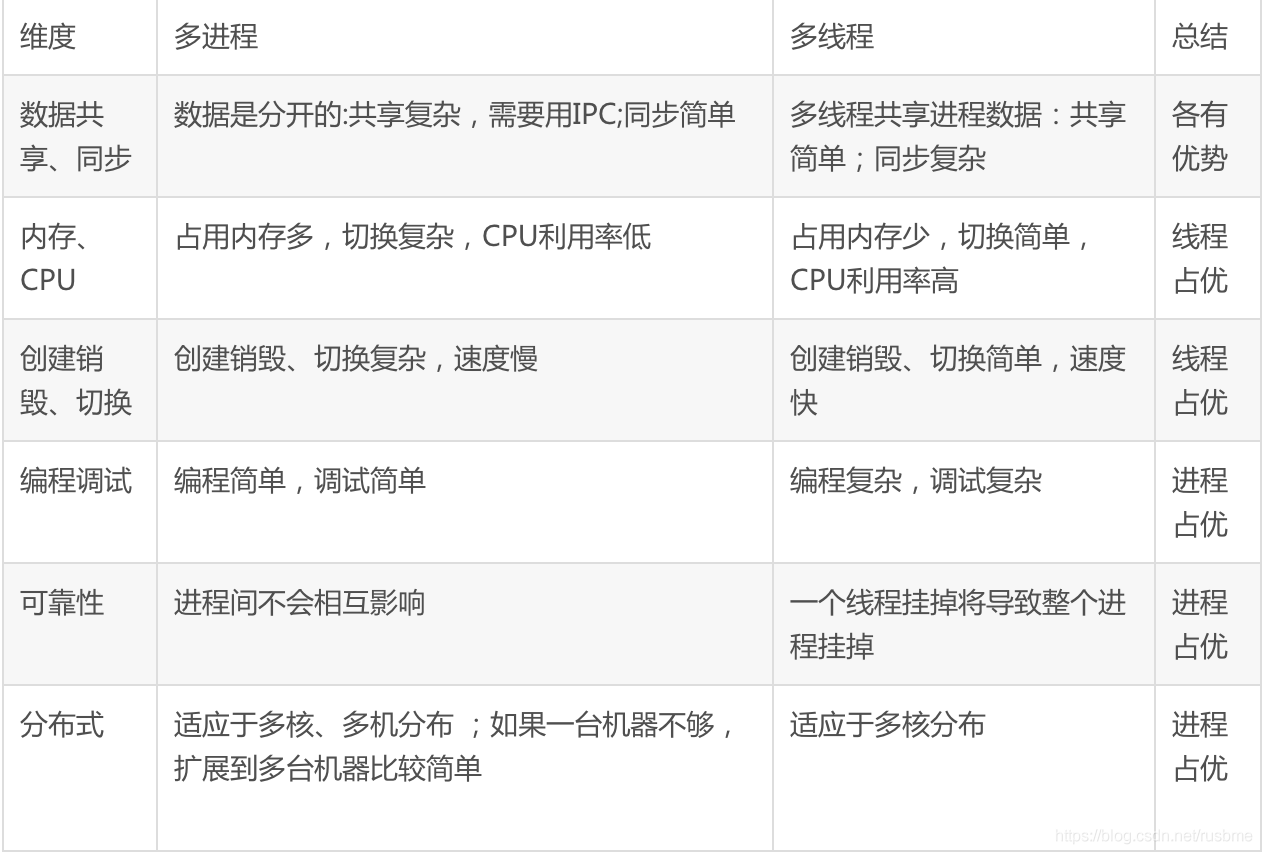 维度
多进程
多线程
总结
数据共
享、同步
数据是分开的:共享复杂，需要用IPC;同步简单
多线程共享进程数据：共享
简单；同步复杂
各有
优势
内存、
CPU
占用内存多，切换复杂，CPU利用率低
占用内存少，切换简单，
CPU利用率高
线程
占优
创建销
毁、切换
创建销毁、切换复杂，速度慢
创建销毁、切换简单，速度
快
线程
占优
编程调试
编程简单，调试简单
编程复杂，调试复杂
进程
占优
可靠性
进程间不会相互影响
一个线程挂掉将导致整个进
程挂掉
进程
占优
分布式
适应于多核、多机分布 ；如果一台机器不够，
扩展到多台机器比较简单
适应于多核分布
进程
占优
https://blog.csdn.net/rusbme